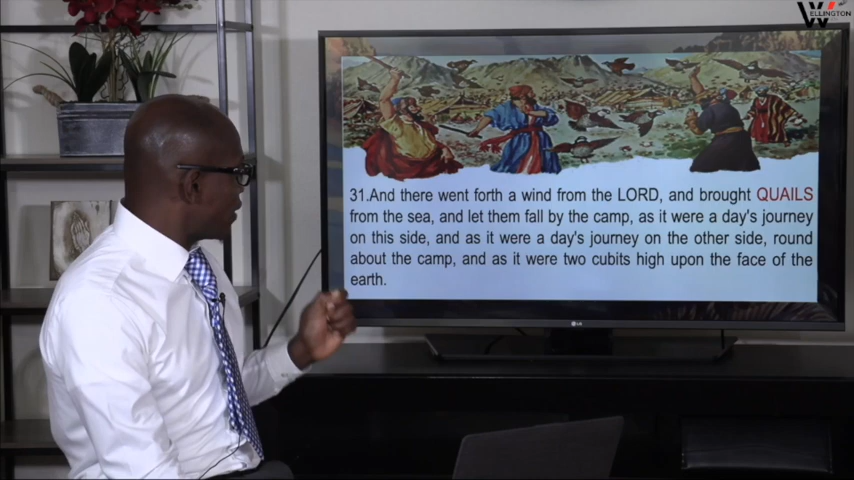 WELLINGTON
31.And there went forth a wind from the LORD, and brought QUAILS
from the sea, and let them fall by the camp, as it were a day's journey
on this side, and as it were a day's journey on the other side, round
about the camp, and as it were two cubits high upon the face of the
earth.
LG